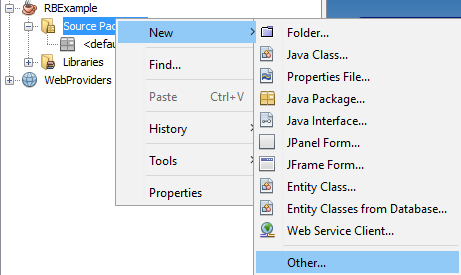 RBExample
Source Pac
<defau
Libraries
WebProviders
New
Find...
Paste Ctrl+V
History
Tools
Properties
Folder...
Java Class...
Properties File...
Java Package...
Java Interface...
JPanel Form...
JFrame Form...
Entity Class...
Entity Classes from Database...
Web Service Client...
Other...